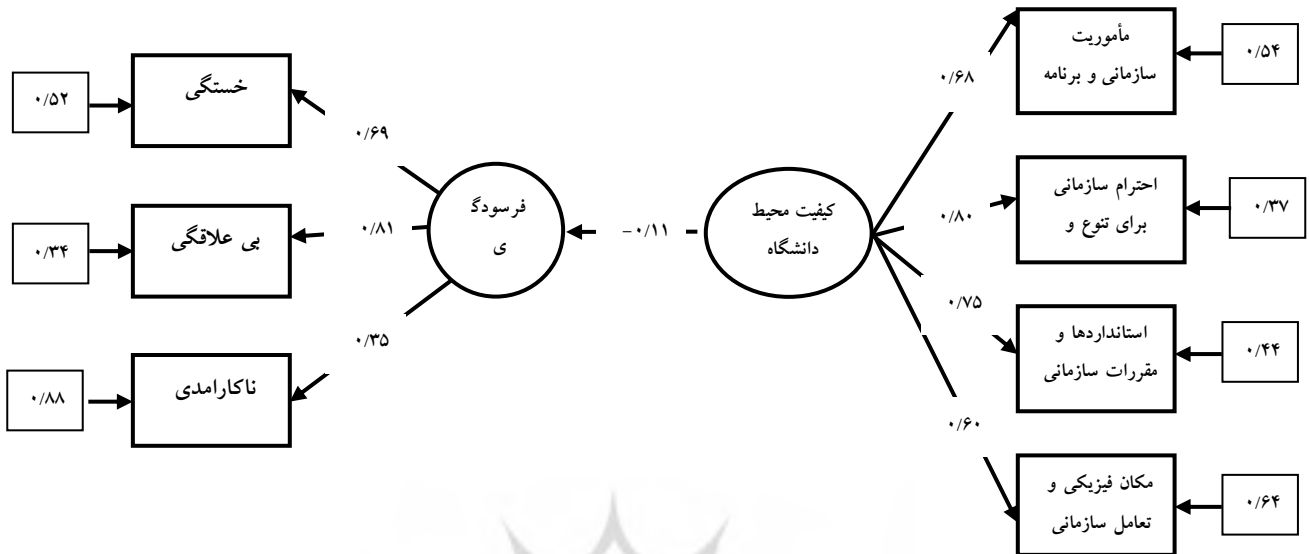 مأموریت
سازمانی و برنامه
۰/۵۴
۰/۶۸
خستگی
۰/۵۲
۰/۶۹
احترام سازمانی
برای تنوع و
۰/۳۷
۰/۸۰
کیفیت محیط
دانشگاه
-۰/۱۱
فرسودگ
ی
۰/۸۱
بی علاقگی
۰/۳۴
استانداردها و
مقررات سازمانی
۰/۴۴
۰/۷۵
۰/۳۵
ناکارامدی
۰/۸۸
۰/۶۰
مکان فیزیکی و
تعامل سازمانی
۰/۶۴